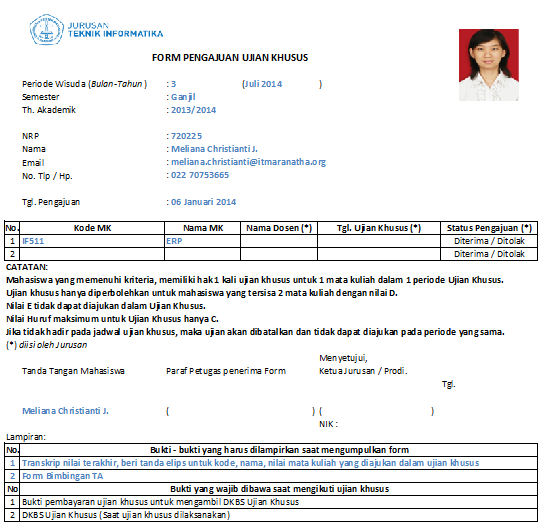 JURUSAN
TEKNIK INFORMATIKA
FORM PENGAJUAN UJIAN KHUSUS
Periode Wisuda (Bulan-Tahun ) : 3 (Juli 2014 )
Semester : Ganjil
Th. Akademik : 2013/2014
NRP : 720225
Nama : Meliana Christianti J.
Email : meliana.christianti@itmaranatha.org
No. Tlp / Hp. : 022 70753665
Tgl. Pengajuan : 06 Januari 2014
No. Kode MK Nama MK Nama Dosen (*) Tgl. Ujian Khusus (*) Status Pengajuan (*)
1 IF511 ERP Diterima / Ditolak
2 Diterima / Ditolak
CATATAN:
Mahasiswa yang memenuhi kriteria, memiliki hak 1 kali ujian khusus untuk 1 mata kuliah dalam 1 periode Ujian Khusus.
Ujian khusus hanya diperbolehkan untuk mahasiswa yang tersisa 2 mata kuliah dengan nilai D.
Nilai E tidak dapat diajukan dalam Ujian Khusus.
Nilai Huruf maksimum untuk Ujian Khusus hanya C.
Jika tidak hadir pada jadwal ujian khusus, maka ujian akan dibatalkan dan tidak dapat diajukan pada periode yang sama.
(*) diisi oleh Jurusan
Menyetujui,
Tanda Tangan Mahasiswa Paraf Petugas penerima Form Ketua Jurusan / Prodi.
Tgl.
Meliana Christianti J. ( ) ( )
NIK :
Lampiran:
No. Bukti - bukti yang harus dilampirkan saat mengumpulkan form
1 Transkrip nilai terakhir, beri tanda elips untuk kode, nama, nilai mata kuliah yang diajukan dalam ujian khusus
2 Form Bimbingan TA
No Bukti yang wajib dibawa saat mengikuti ujian khusus
1 Bukti pembayaran ujian khusus untuk mengambil DKBS Ujian Khusus
2 DKBS Ujian Khusus (Saat ujian khusus dilaksanakan)